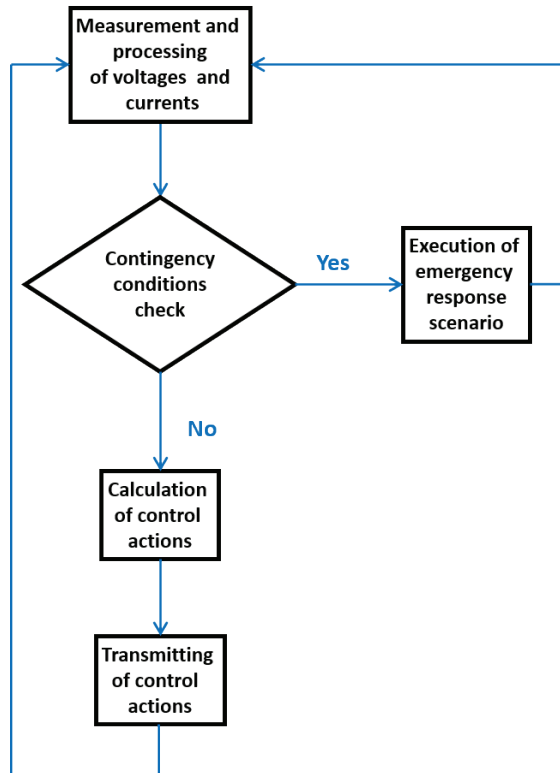 Measurement and
processing
of voltages and
currents
Contingency
conditions
check
Yes
Execution of
emergency
response
scenario
No
Calculation
of control
actions
Transmitting
of control
actions